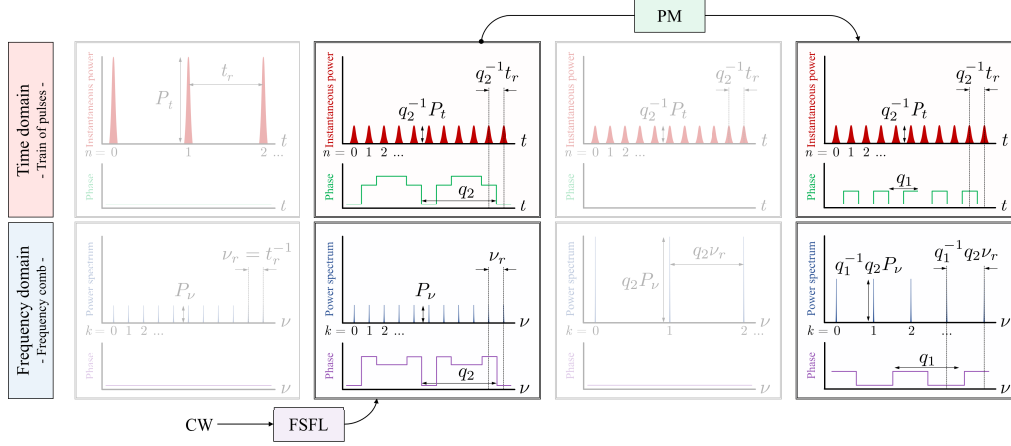 PM
Time domain
- Train of pulses -
Instantaneous power
P_t
t_r
t
n = 0 1 2 ...
Phase
t
Instantaneous power
q_2^{-1} P_t
q_2^{-1} t_r
t
n = 0 1 2 ...
Phase
q_2
t
Instantaneous power
q_2^{-1} P_t
q_2^{-1} t_r
t
n = 0 1 2 ...
Phase
t
Instantaneous power
q_2^{-1} P_t
q_2^{-1} t_r
t
n = 0 1 2 ...
Phase
q_1
t
Frequency domain
- Frequency comb -
Power spectrum
P_ν
ν_r = t_r^{-1}
ν
k = 0 1 2 ...
Phase
ν
Power spectrum
P_ν
ν_r
ν
k = 0 1 2 ...
Phase
q_2
ν
Power spectrum
q_2 P_ν
q_2 ν_r
ν
k = 0 1 2 ...
Phase
ν
Power spectrum
q_1^{-1} q_2 P_ν
q_1^{-1} q_2 ν_r
ν
k = 0 1 2 ...
Phase
q_1
ν
CW
FSFL